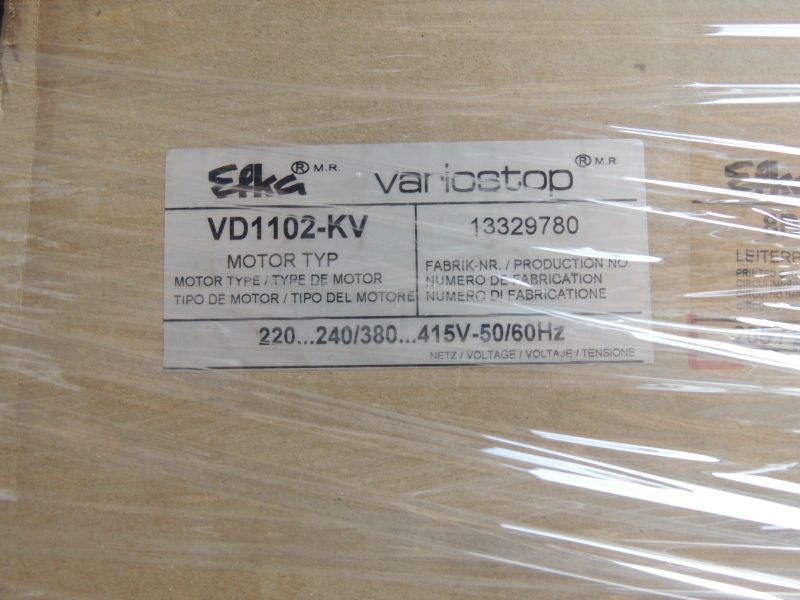 Efka ® M.R. variostop ® M.R.
VD1102-KV
MOTOR TYP
MOTOR TYPE / TYPE DE MOTOR
TIPO DE MOTOR / TIPO DEL MOTORE
13329780
FABRIK-NR. / PRODUCTION NO.
NUMERO DE FABRICATION
NUMERO DI FABRICATIONE
220...240/380...415V-50/60Hz
NETZ / VOLTAGE / VOLTAJE / TENSIONE
Efka
PRINTED